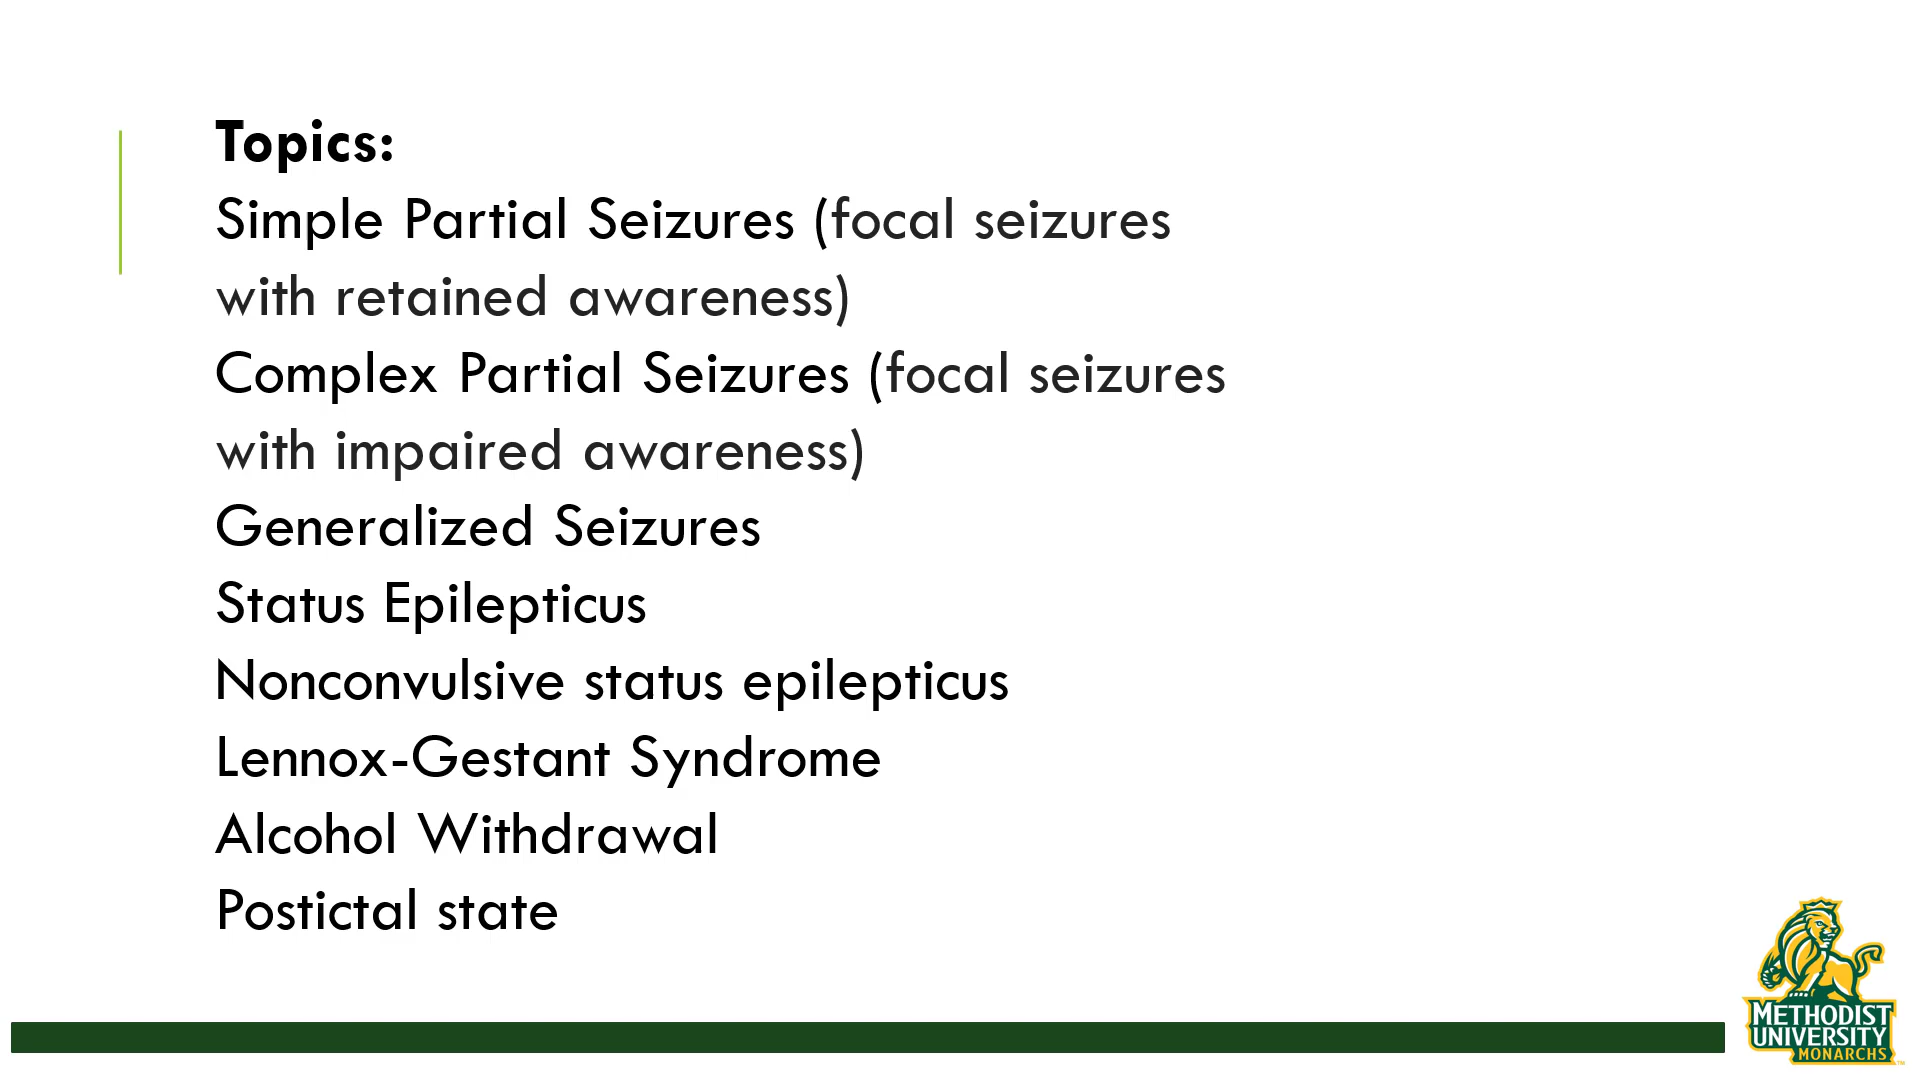 Topics:
Simple Partial Seizures (focal seizures
with retained awareness)
Complex Partial Seizures (focal seizures
with impaired awareness)
Generalized Seizures
Status Epilepticus
Nonconvulsive status epilepticus
Lennox-Gestant Syndrome
Alcohol Withdrawal
Postictal state
METHODIST
UNIVERSITY
MONARCHS